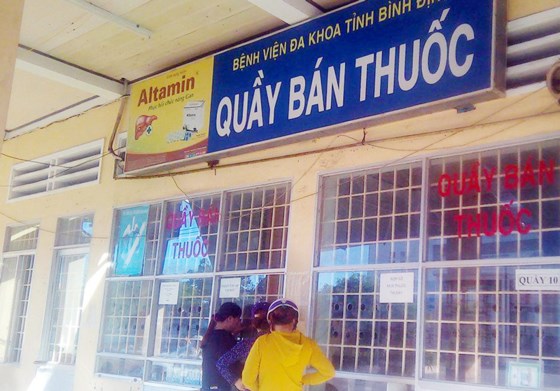 BỆNH VIỆN ĐA KHOA TỈNH BÌNH ĐỊNH
QUẦY BÁN THUỐC
Altamin
QUẦY BÁN
THUỐC
QUẦY BÁN
THUỐC
QUẦY 10